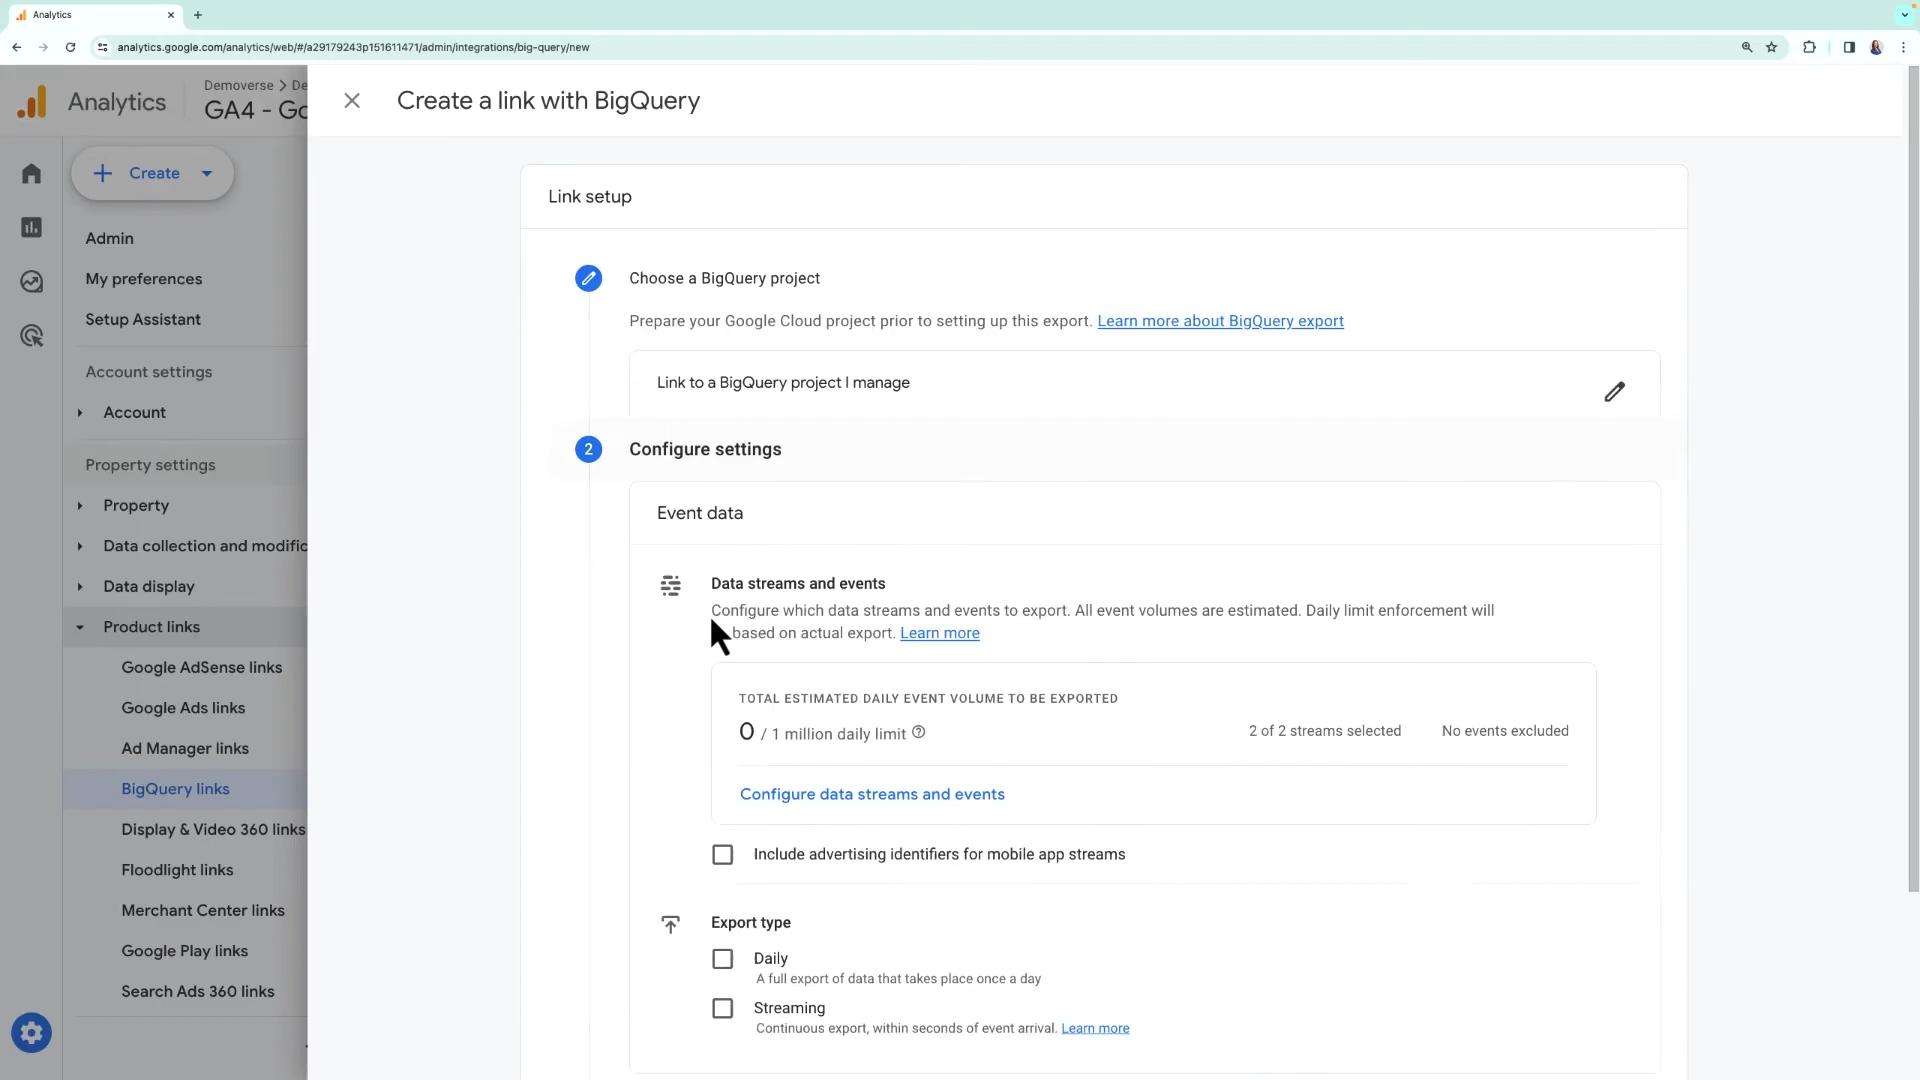 Analytics
analytics.google.com/analytics/web/#/a29179243p151611471/admin/integrations/big-query/new
Analytics
Demoverse > De
GA4 - Go
Create a link with BigQuery
Create
Admin
My preferences
Setup Assistant
Account settings
Account
Property settings
Property
Data collection and modific
Data display
Product links
Google AdSense links
Google Ads links
Ad Manager links
BigQuery links
Display & Video 360 links
Floodlight links
Merchant Center links
Google Play links
Search Ads 360 links
Link setup
Choose a BigQuery project
Prepare your Google Cloud project prior to setting up this export. Learn more about BigQuery export
Link to a BigQuery project I manage
2 Configure settings
Event data
Data streams and events
Configure which data streams and events to export. All event volumes are estimated. Daily limit enforcement will
based on actual export. Learn more
TOTAL ESTIMATED DAILY EVENT VOLUME TO BE EXPORTED
0 / 1 million daily limit
2 of 2 streams selected
No events excluded
Configure data streams and events
Include advertising identifiers for mobile app streams
Export type
Daily
A full export of data that takes place once a day
Streaming
Continuous export, within seconds of event arrival. Learn more